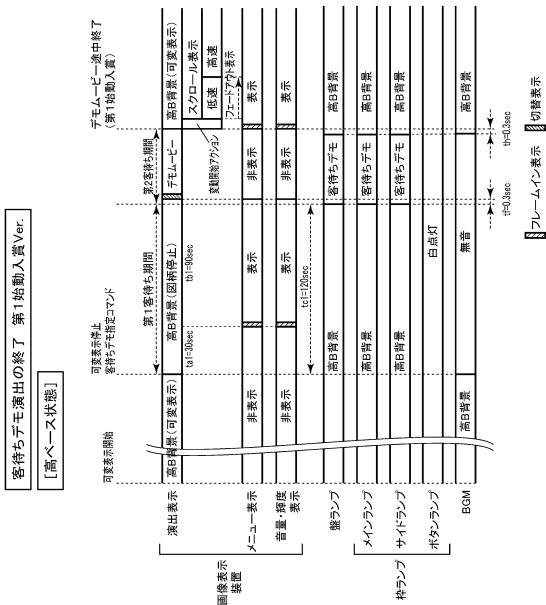 客待ちデモ演出の終了　第１始動入賞Ver.
[高ベース状態]
可変表示開始
可変表示停止
客待ちデモ指定コマンド
デモムービー途中終了
(第１始動入賞)
第１客待ち期間
第２客待ち期間
画像表示
装置
演出表示
高B背景(可変表示)
高B背景(図柄停止)
デモムービー
高B背景(可変表示)
スクロール表示
低速
高速
ta1=30sec
tb1=90sec
変動開始アクション
フェードアウト表示
メニュー表示
非表示
表示
非表示
表示
音量・輝度
表示
非表示
表示
非表示
表示
tc1=120sec
盤ランプ
高B背景
客待ちデモ
高B背景
枠ランプ
メインランプ
高B背景
客待ちデモ
高B背景
サイドランプ
高B背景
客待ちデモ
高B背景
ボタンランプ
白点灯
BGM
高B背景
無音
高B背景
tf=0.3sec
th=0.3sec
フレームイン表示
切替表示